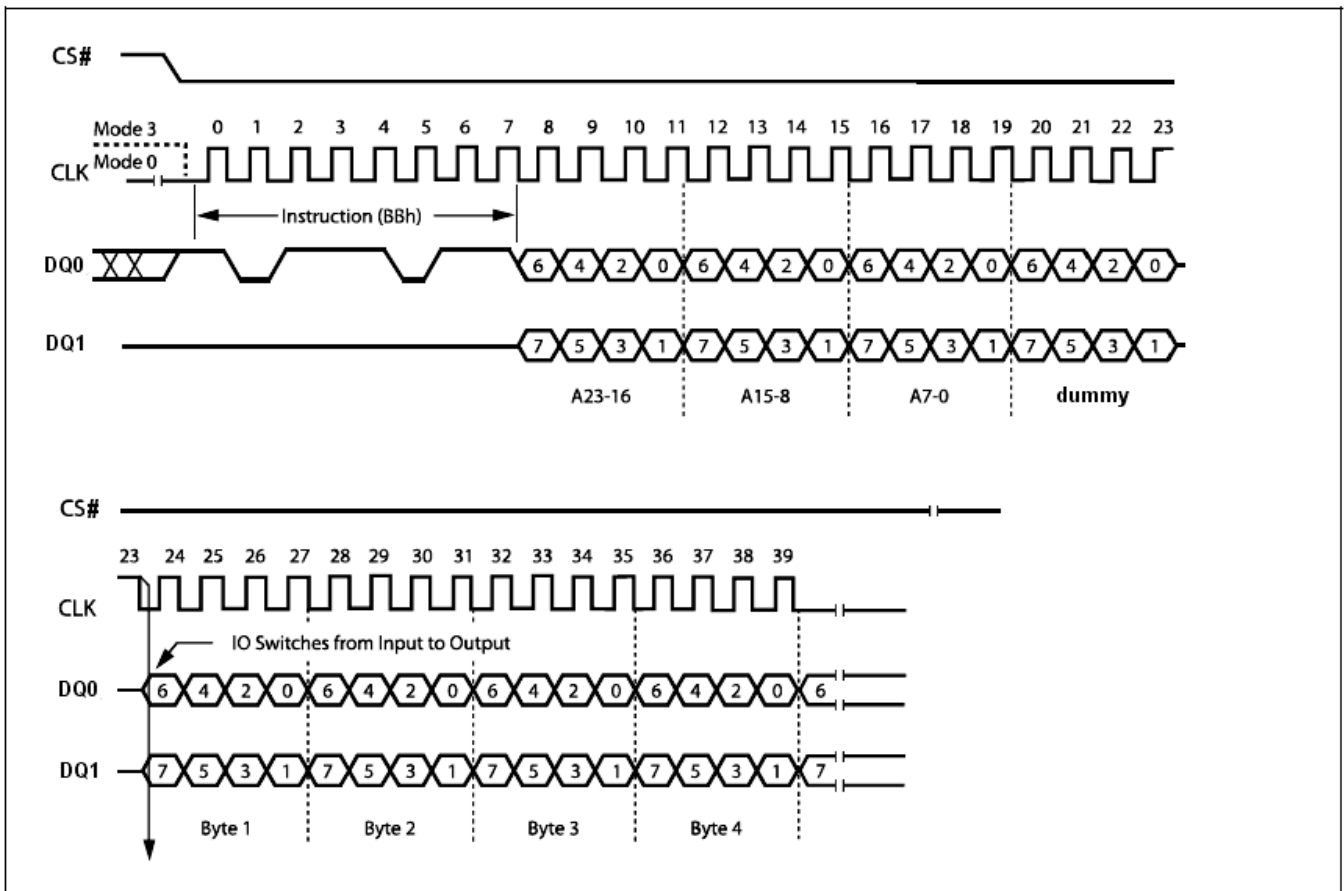 CS#
Mode 3 0 1 2 3 4 5 6 7 8 9 10 11 12 13 14 15 16 17 18 19 20 21 22 23
Mode 0
CLK
Instruction (BBh)
DQ0 6 4 2 0 6 4 2 0 6 4 2 0 6 4 2 0
DQ1 7 5 3 1 7 5 3 1 7 5 3 1 7 5 3 1
A23-16 A15-8 A7-0 dummy
CS#
23 24 25 26 27 28 29 30 31 32 33 34 35 36 37 38 39
CLK
IO Switches from Input to Output
DQ0 6 4 2 0 6 4 2 0 6 4 2 0 6 4 2 0 6
DQ1 7 5 3 1 7 5 3 1 7 5 3 1 7 5 3 1 7
Byte 1 Byte 2 Byte 3 Byte 4